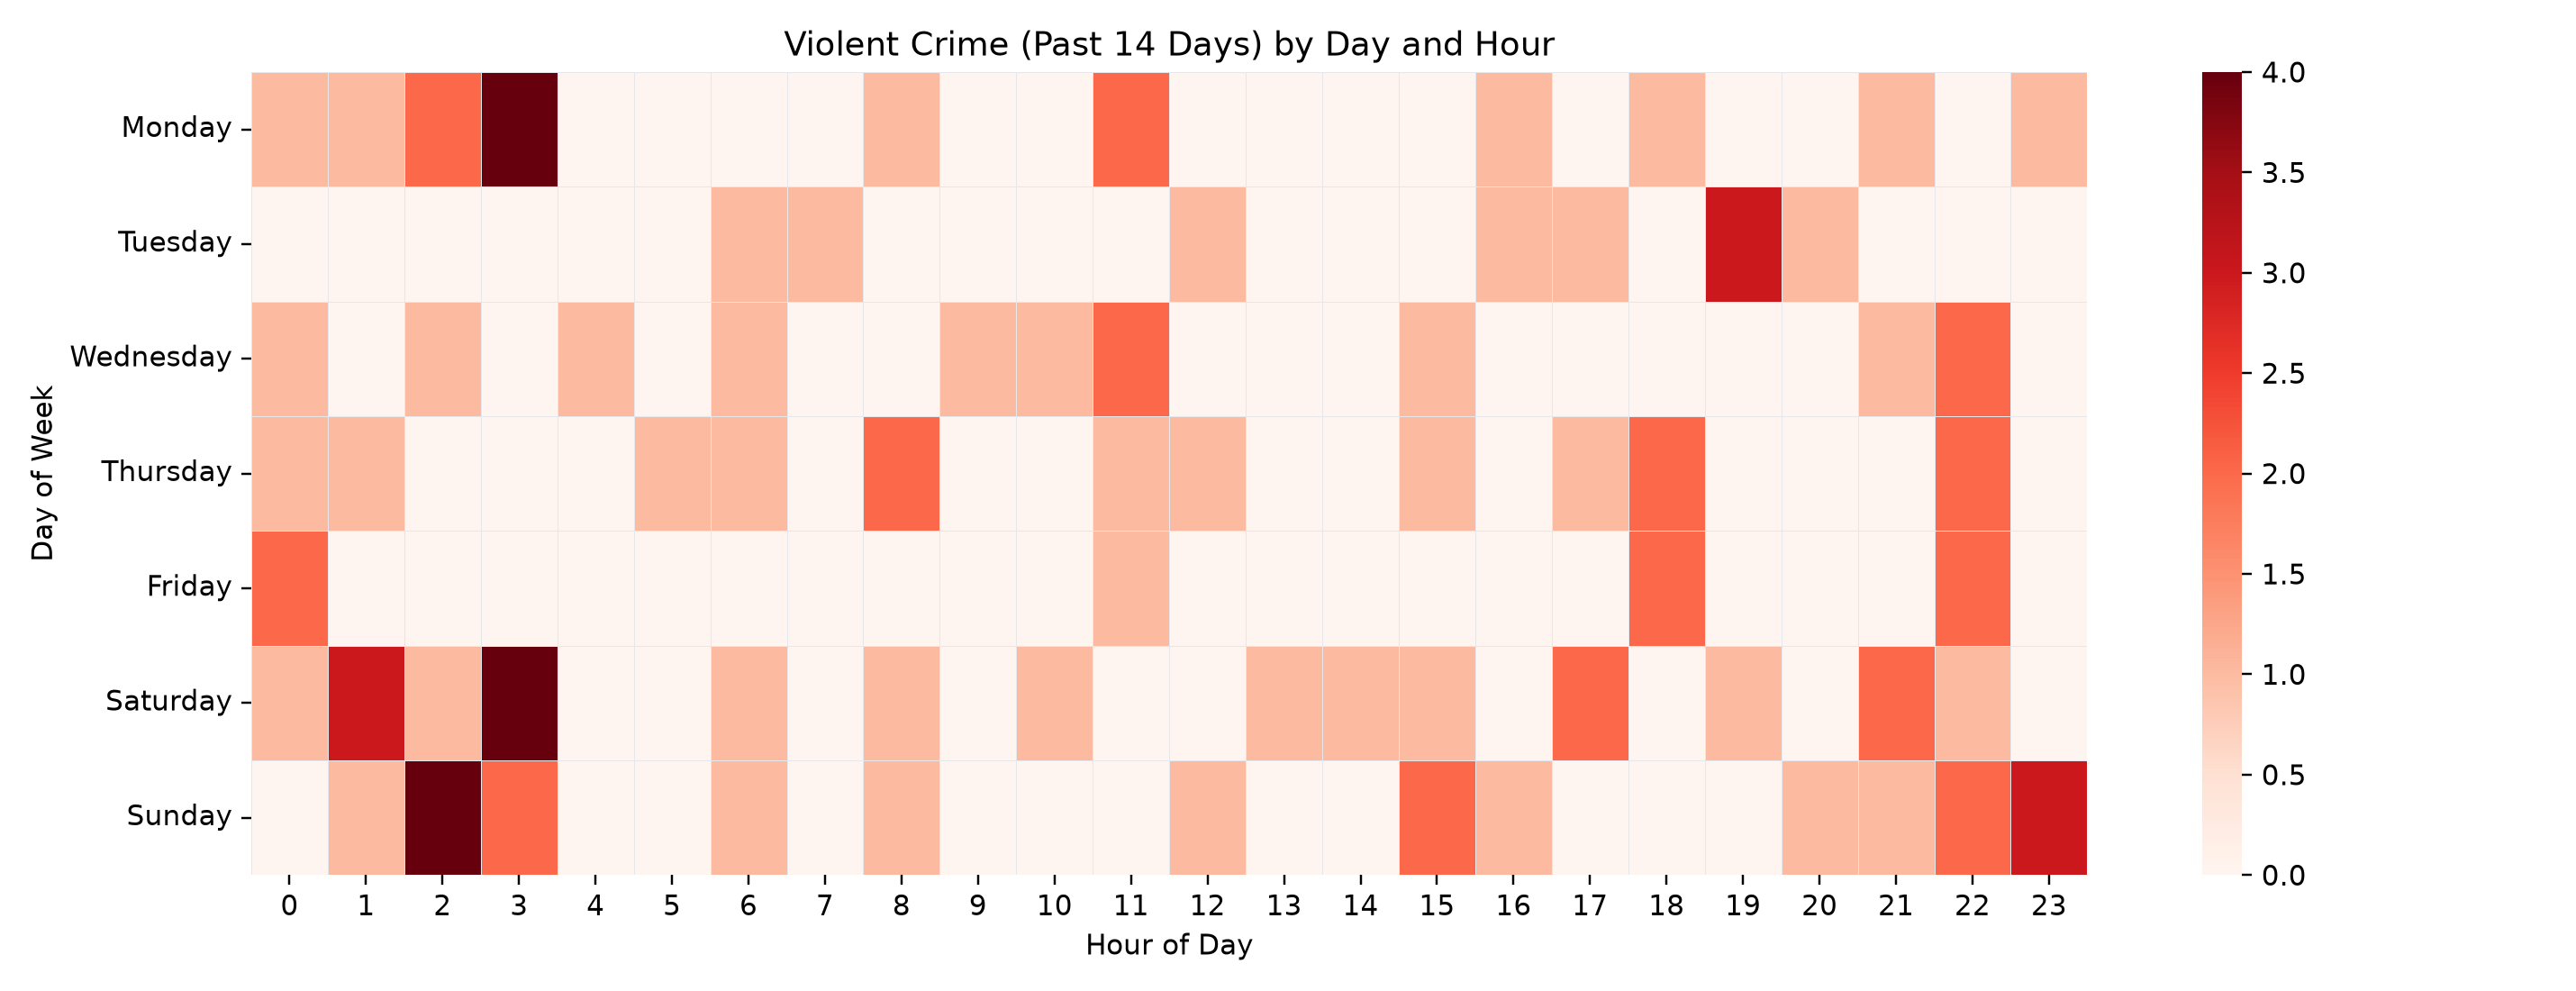 Violent Crime (Past 14 Days) by Day and Hour
Day of Week
Monday
Tuesday
Wednesday
Thursday
Friday
Saturday
Sunday
0 1 2 3 4 5 6 7 8 9 10 11 12 13 14 15 16 17 18 19 20 21 22 23
Hour of Day
4.0
3.5
3.0
2.5
2.0
1.5
1.0
0.5
0.0